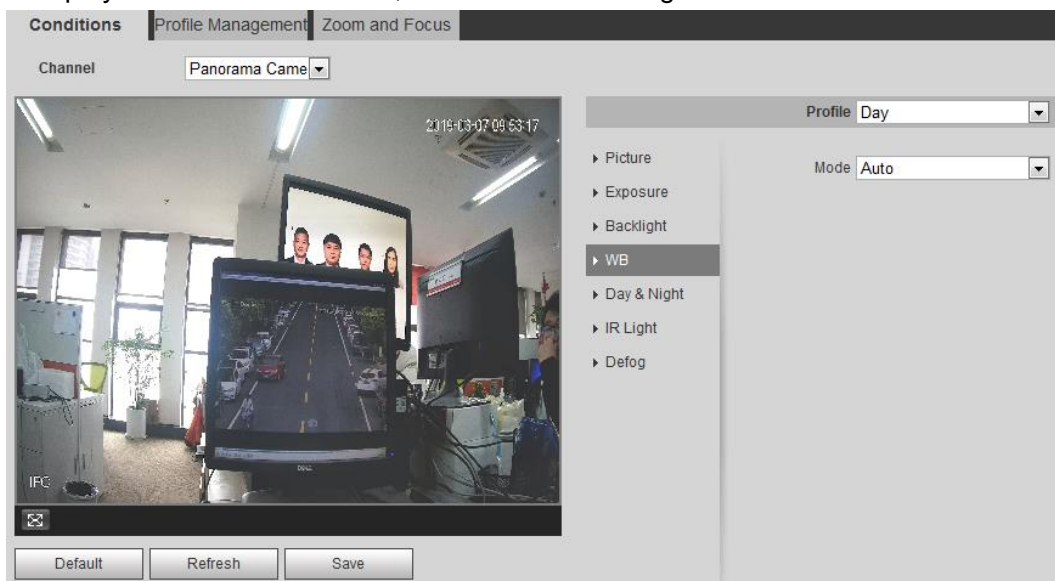 Conditions Profile Management Zoom and Focus
Channel Panorama Came
2019-03-07 09:53:17
Profile Day
Picture
Mode Auto
Exposure
Backlight
WB
Day & Night
IR Light
Defog
DELL
IPC
Default Refresh Save